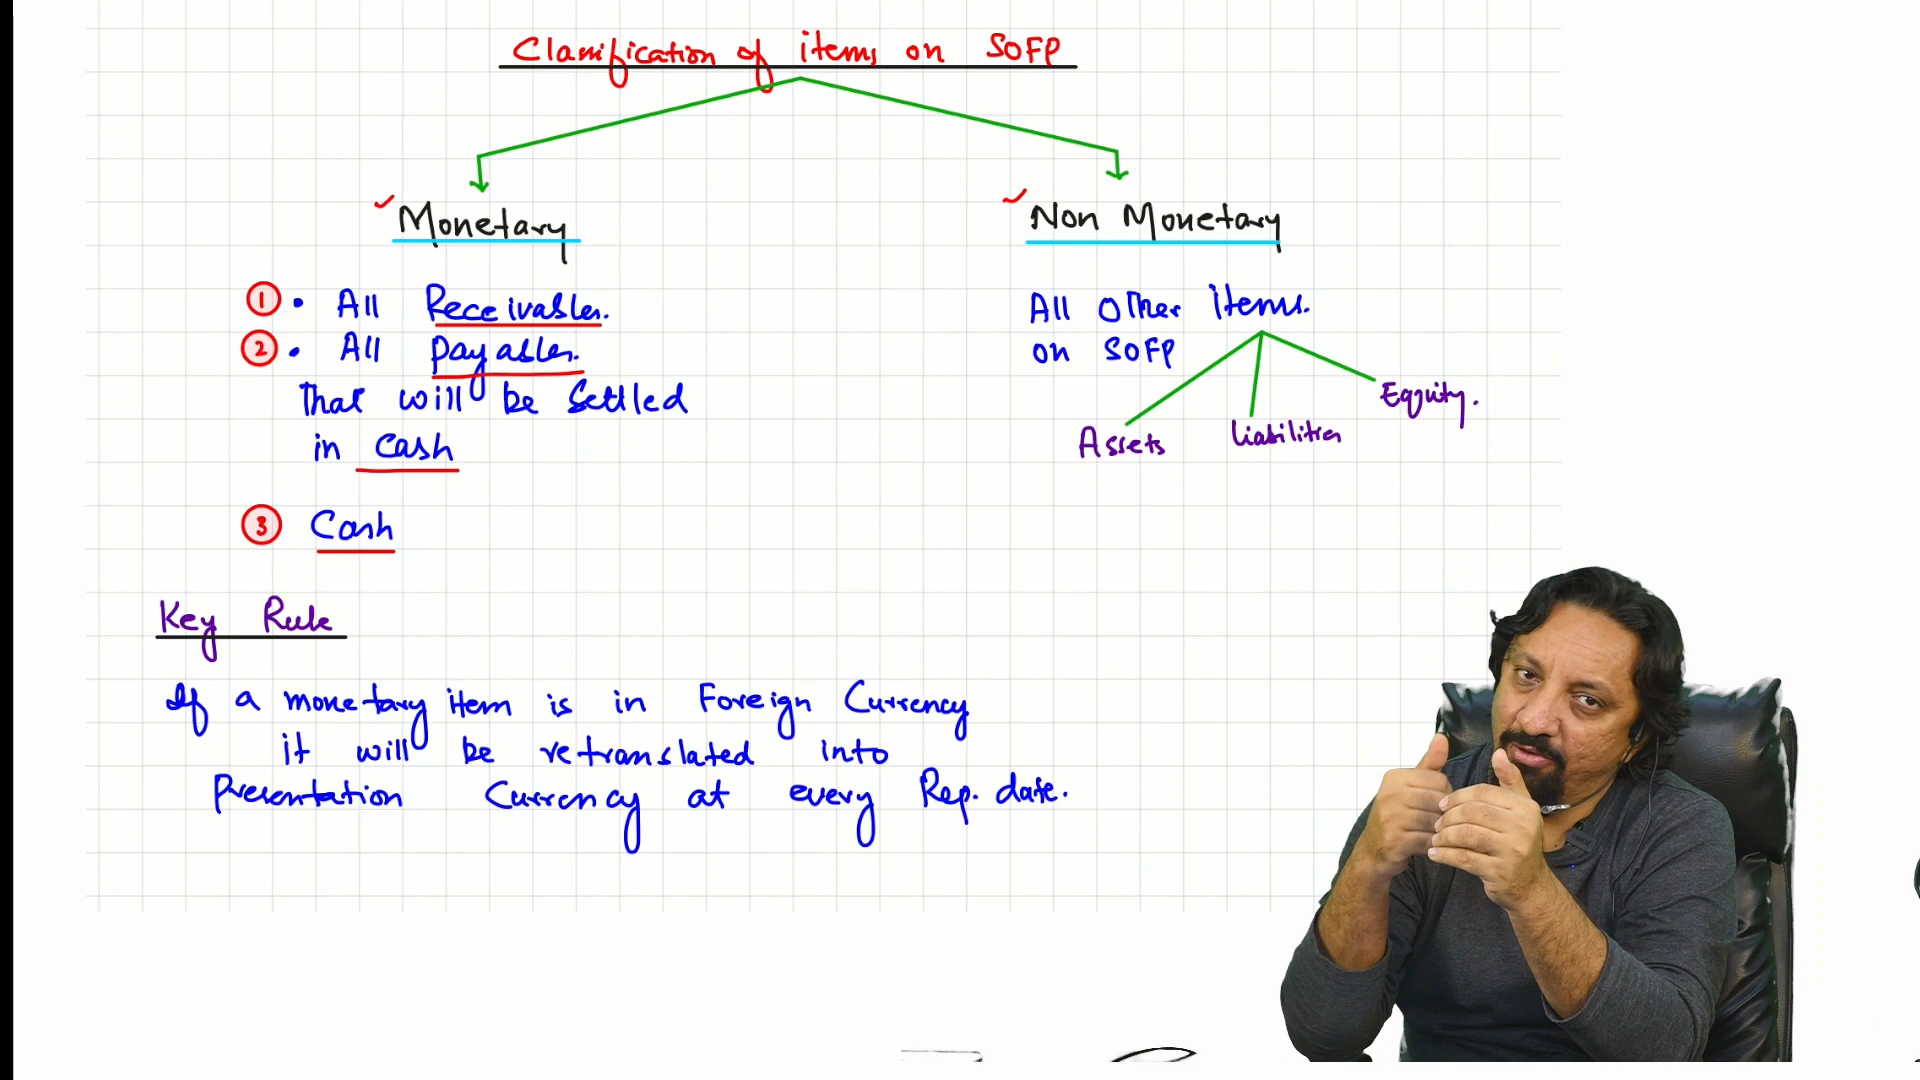 Classification of items on SOFP
Monetary
Non Monetary
① • All Receivables.
② • All payables.
That will be Settled
in Cash
③ Cash
All Other items.
on SOFP
Assets
Liabilities
Equity.
Key Rule
If a monetary item is in Foreign Currency
it will be retranslated into
Presentation Currency at every Rep. date.